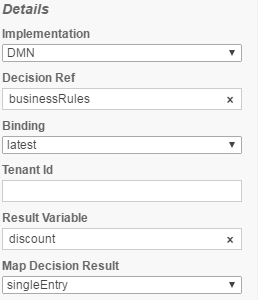 Details
Implementation
DMN
Decision Ref
businessRules
Binding
latest
Tenant Id
Result Variable
discount
Map Decision Result
singleEntry